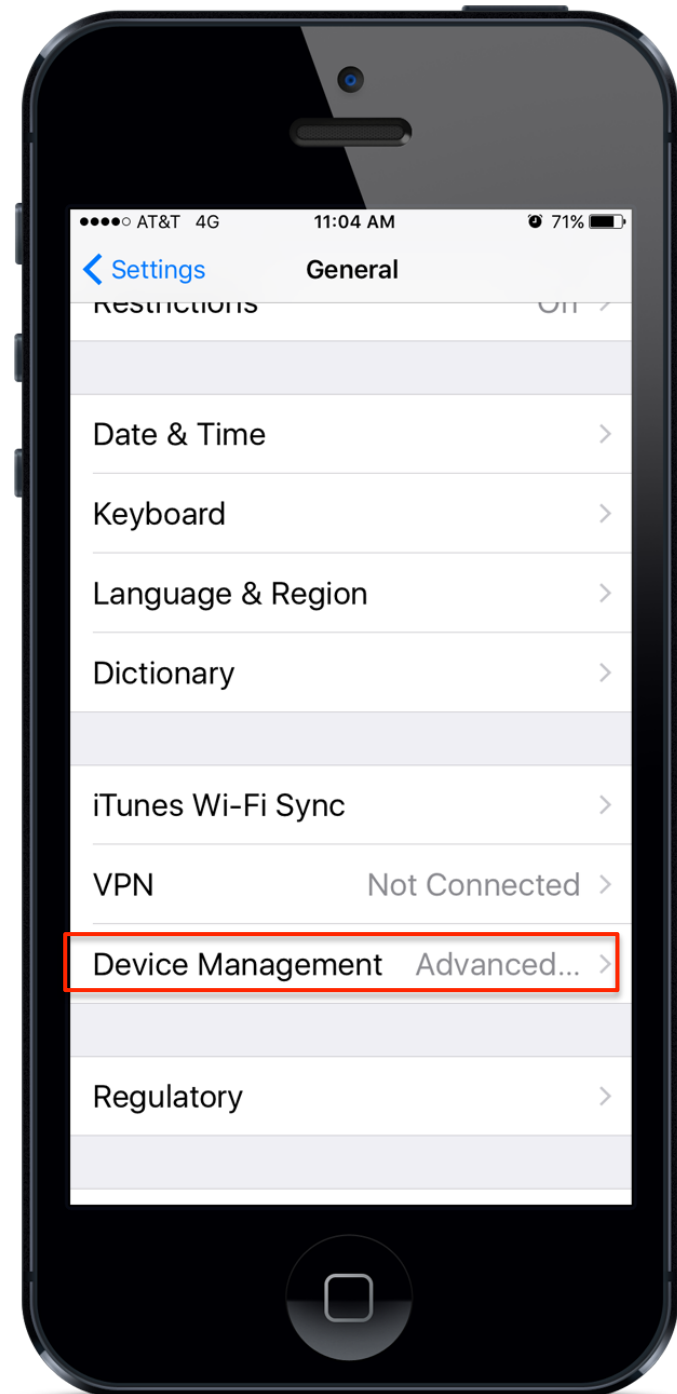 AT&T 4G 11:04 AM 71%
Settings General
Restrictions
Date & Time
Keyboard
Language & Region
Dictionary
iTunes Wi-Fi Sync
VPN Not Connected
Device Management Advanced...
Regulatory